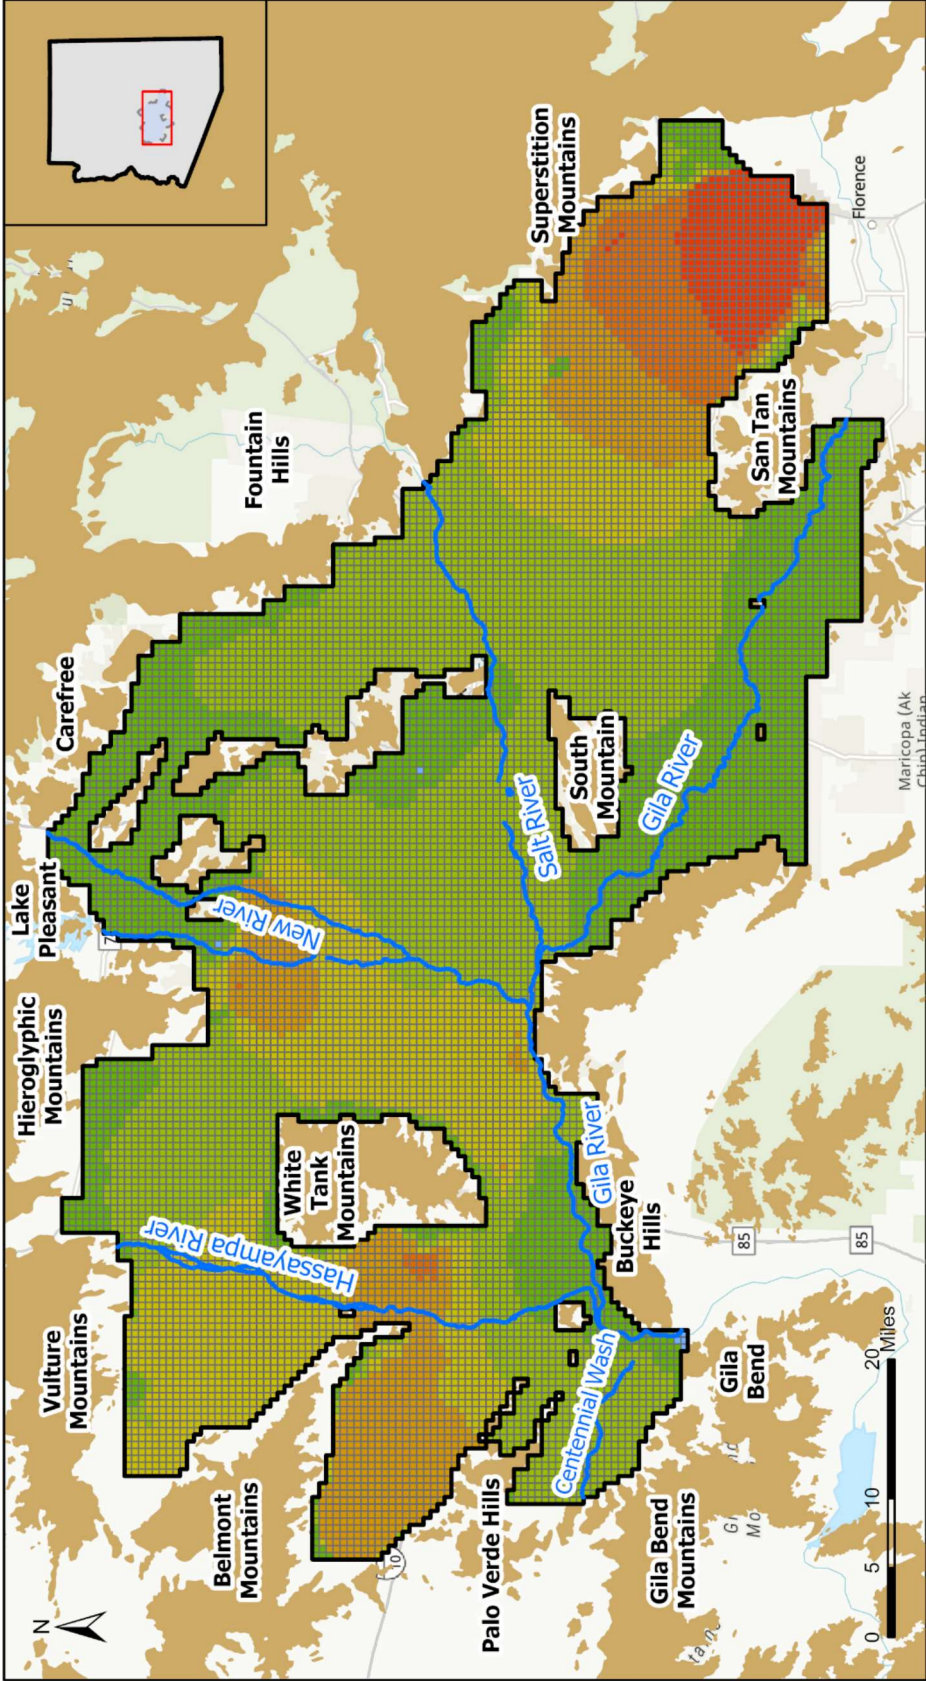 N
Vulture
Mountains
Hieroglyphic
Mountains
Lake
Pleasant
Carefree
7
Belmont
Mountains
Hassayampa River
New River
Fountain
Hills
White
Tank
Mountains
10
Palo Verde Hills
Salt River
Superstition
Mountains
Centennial Wash
Gila River
South
Mountain
Buckeye
Hills
Gila River
Gila Bend
Mountains
Gila
Bend
San Tan
Mountains
85
85
Florence
Maricopa (Ak
Chin) Indian
0 5 10 20
Miles